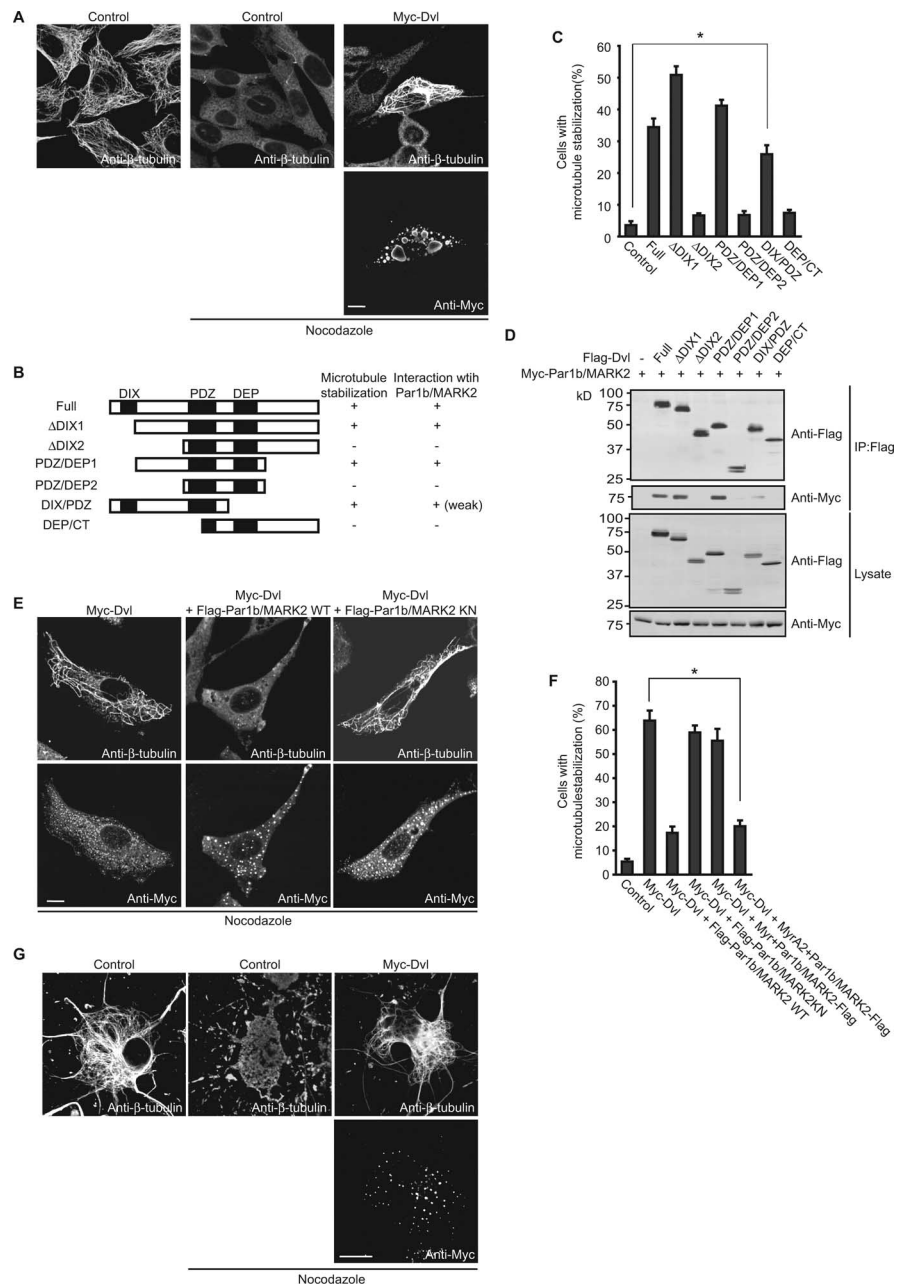 A
Control
Control
Myc-Dvl
Anti-β-tubulin
Anti-β-tubulin
Anti-β-tubulin
Anti-Myc
Nocodazole
B
DIX
PDZ
DEP
Microtubule stabilization
Interaction wtih Par1b/MARK2
Full
+
+
ΔDIX1
+
+
ΔDIX2
-
-
PDZ/DEP1
+
+
PDZ/DEP2
-
-
DIX/PDZ
+
+ (weak)
DEP/CT
-
-
C
Cells with
microtubule stabilization(%)
60
50
40
30
20
10
0
*
Control
Full
ΔDIX1
ΔDIX2
PDZ/DEP1
PDZ/DEP2
DIX/PDZ
DEP/CT
D
Flag-Dvl
- Full ΔDIX1 ΔDIX2 PDZ/DEP1 PDZ/DEP2 DIX/PDZ DEP/CT
Myc-Par1b/MARK2 + + + + + + + +
kD
100
75
50
37
25
Anti-Flag
75
Anti-Myc
IP:Flag
100
75
50
37
25
Anti-Flag
75
Anti-Myc
Lysate
E
Myc-Dvl
Myc-Dvl
+ Flag-Par1b/MARK2 WT
Myc-Dvl
+ Flag-Par1b/MARK2 KN
Anti-β-tubulin
Anti-β-tubulin
Anti-β-tubulin
Anti-Myc
Anti-Myc
Anti-Myc
Nocodazole
F
Cells with
microtubulestabilization (%)
80
70
60
50
40
30
20
10
0
*
Control
Myc-Dvl
Myc-Dvl + Flag-Par1b/MARK2 WT
Myc-Dvl + Flag-Par1b/MARK2KN
Myc-Dvl + Myr+Par1b/MARK2-Flag
Myc-Dvl + MyrA2+Par1b/MARK2-Flag
G
Control
Control
Myc-Dvl
Anti-β-tubulin
Anti-β-tubulin
Anti-β-tubulin
Anti-Myc
Nocodazole